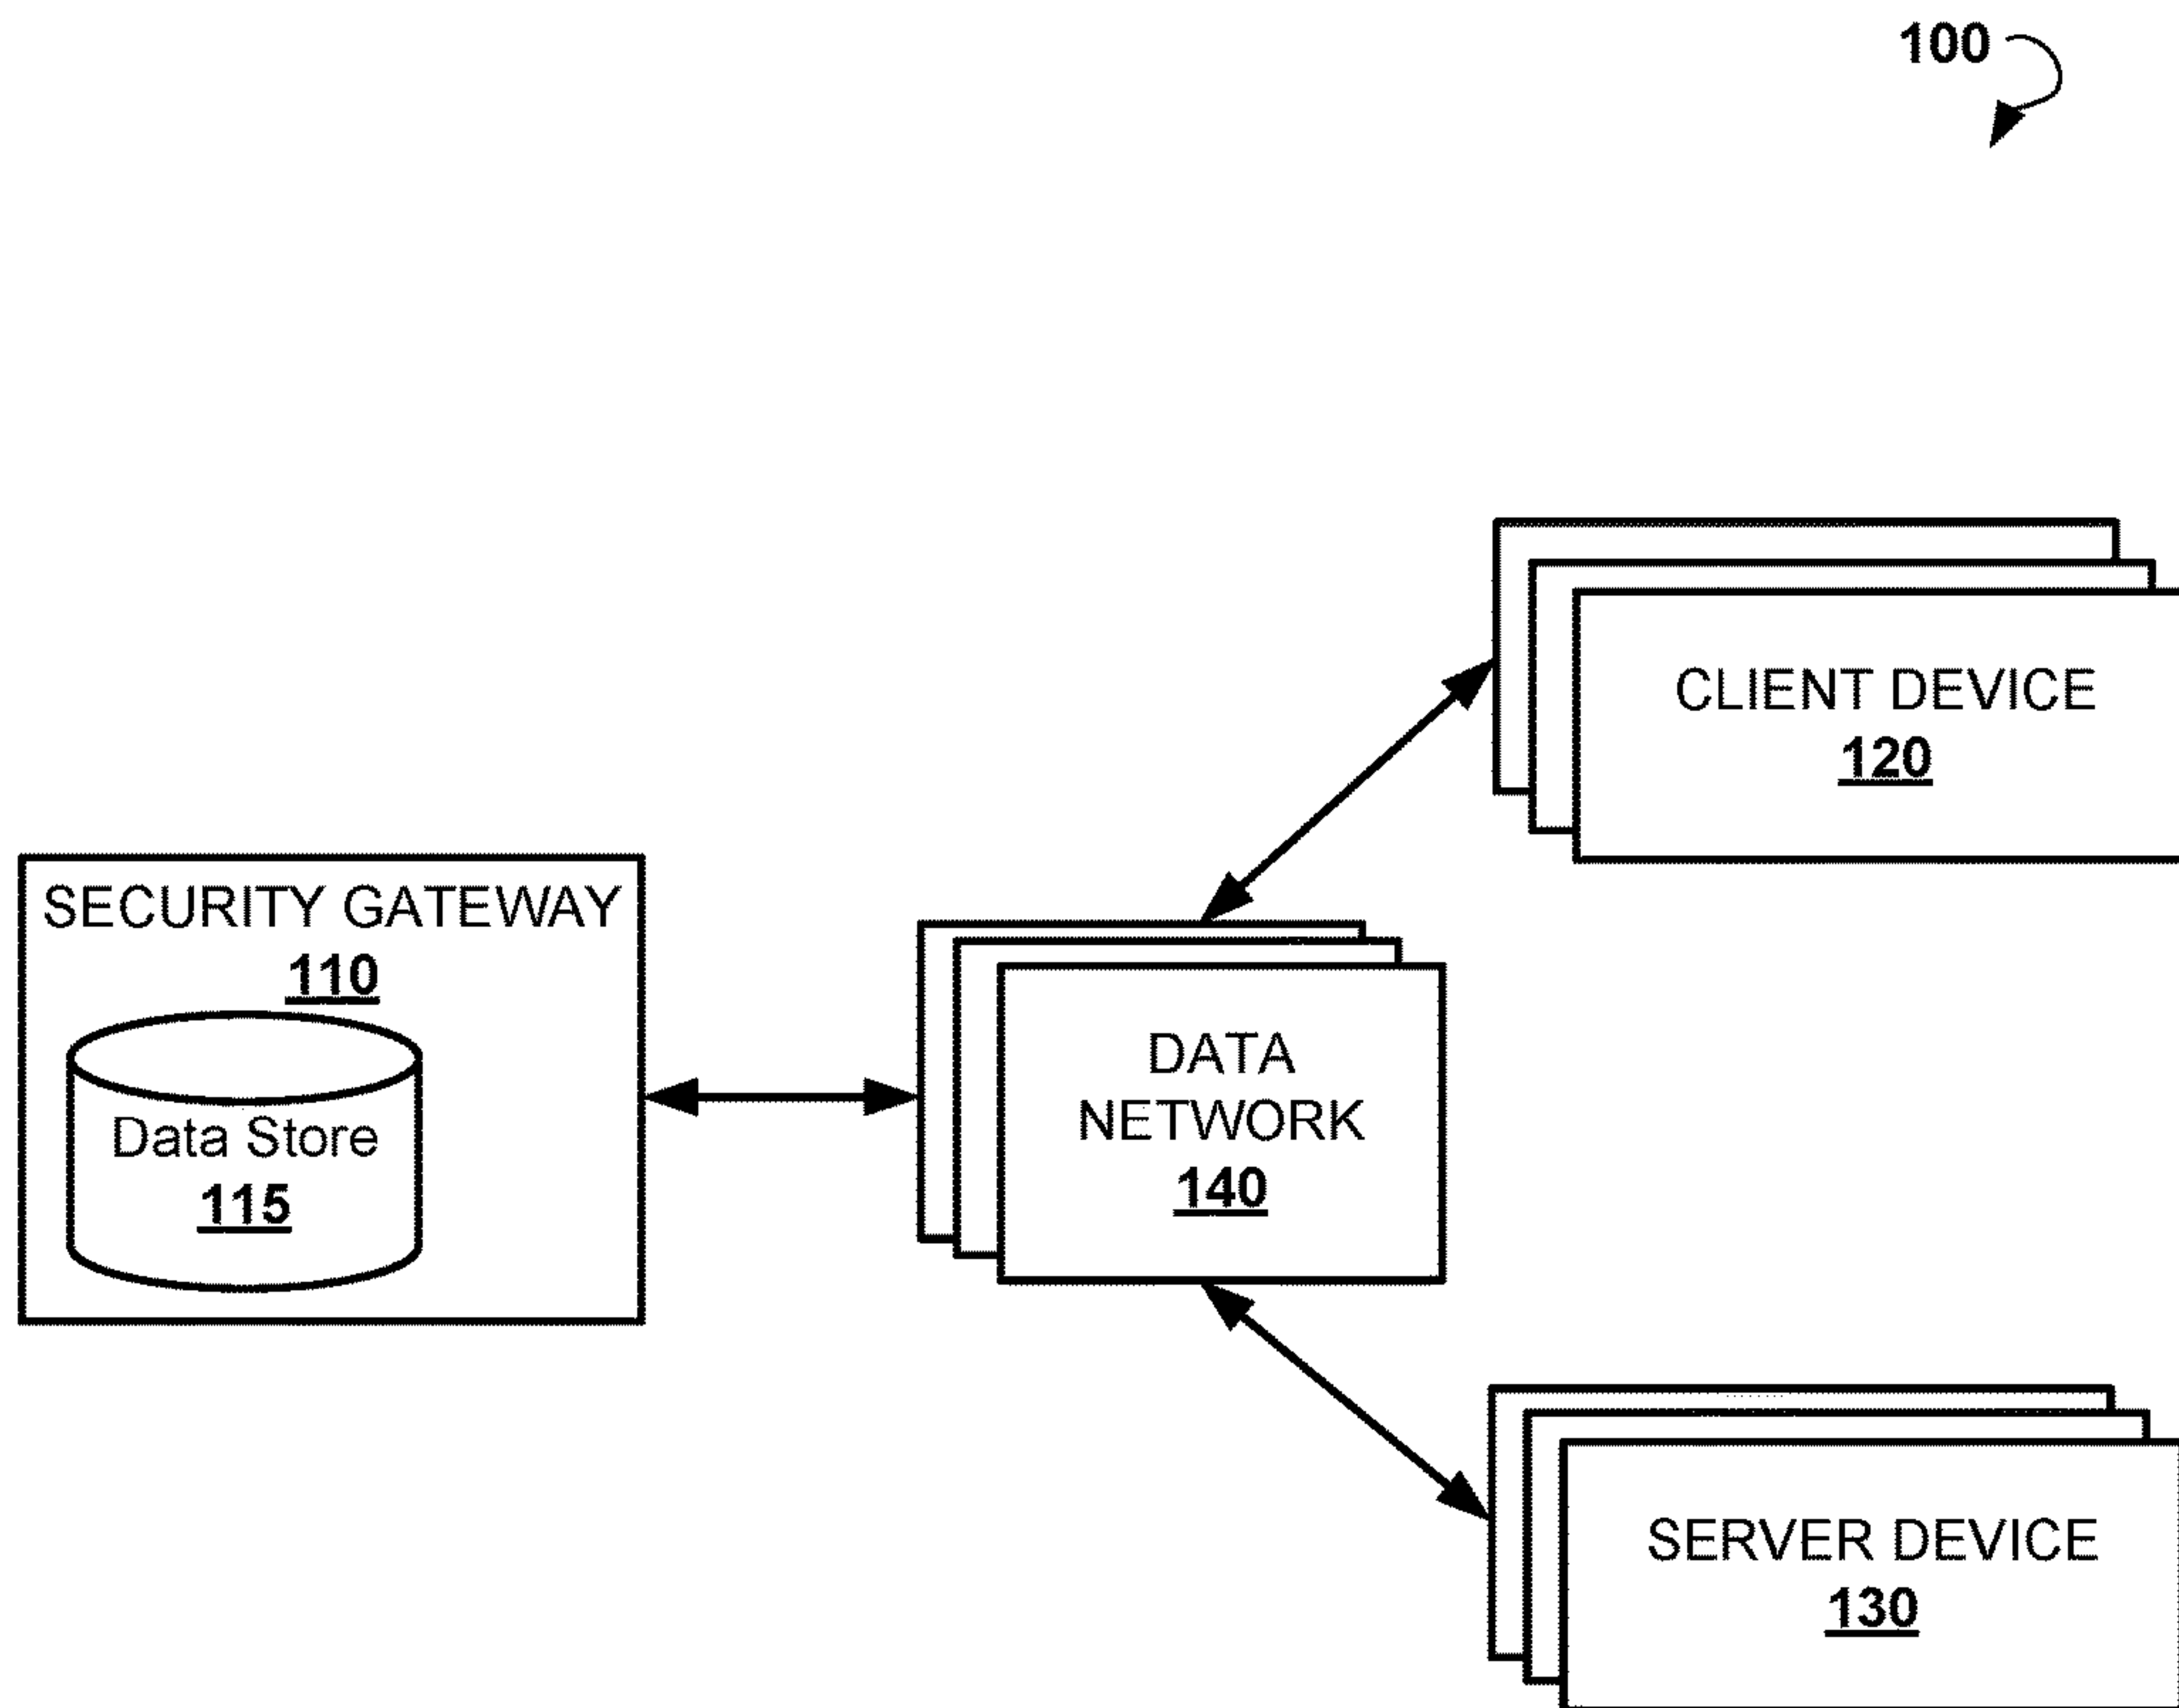 100
CLIENT DEVICE
120
SECURITY GATEWAY
110
Data Store
115
DATA
NETWORK
140
SERVER DEVICE
130